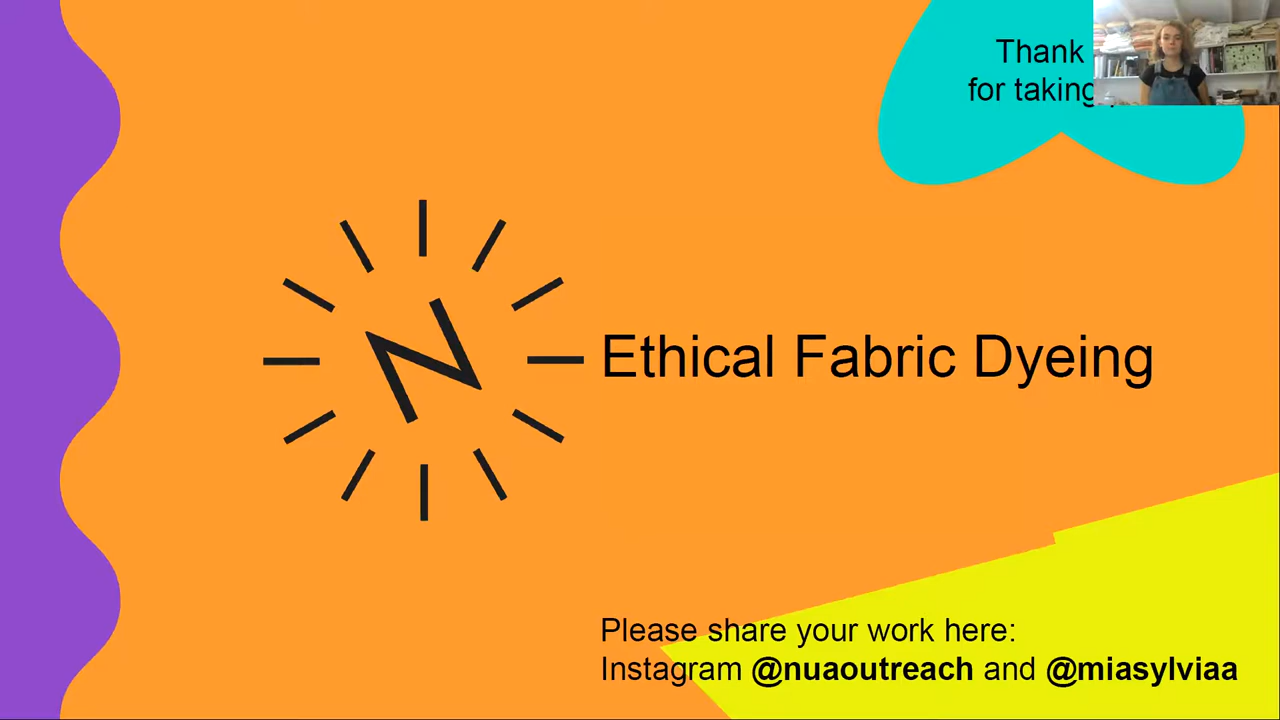 Thank
for taking
N
Ethical Fabric Dyeing
Please share your work here:
Instagram @nuaoutreach and @miasylviaa